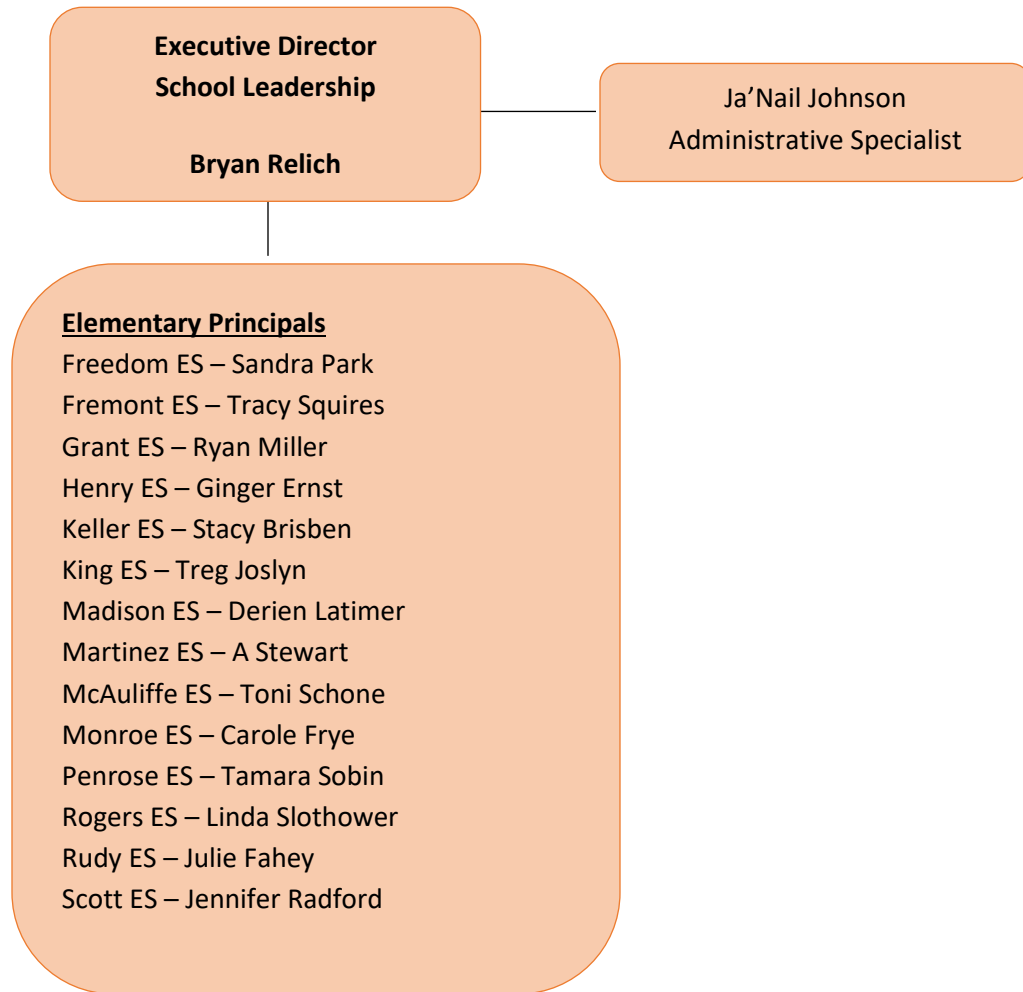 Executive Director
School Leadership
Bryan Relich
Ja’Nail Johnson
Administrative Specialist
Elementary Principals
Freedom ES – Sandra Park
Fremont ES – Tracy Squires
Grant ES – Ryan Miller
Henry ES – Ginger Ernst
Keller ES – Stacy Brisben
King ES – Treg Joslyn
Madison ES – Derien Latimer
Martinez ES – A Stewart
McAuliffe ES – Toni Schone
Monroe ES – Carole Frye
Penrose ES – Tamara Sobin
Rogers ES – Linda Slothower
Rudy ES – Julie Fahey
Scott ES – Jennifer Radford